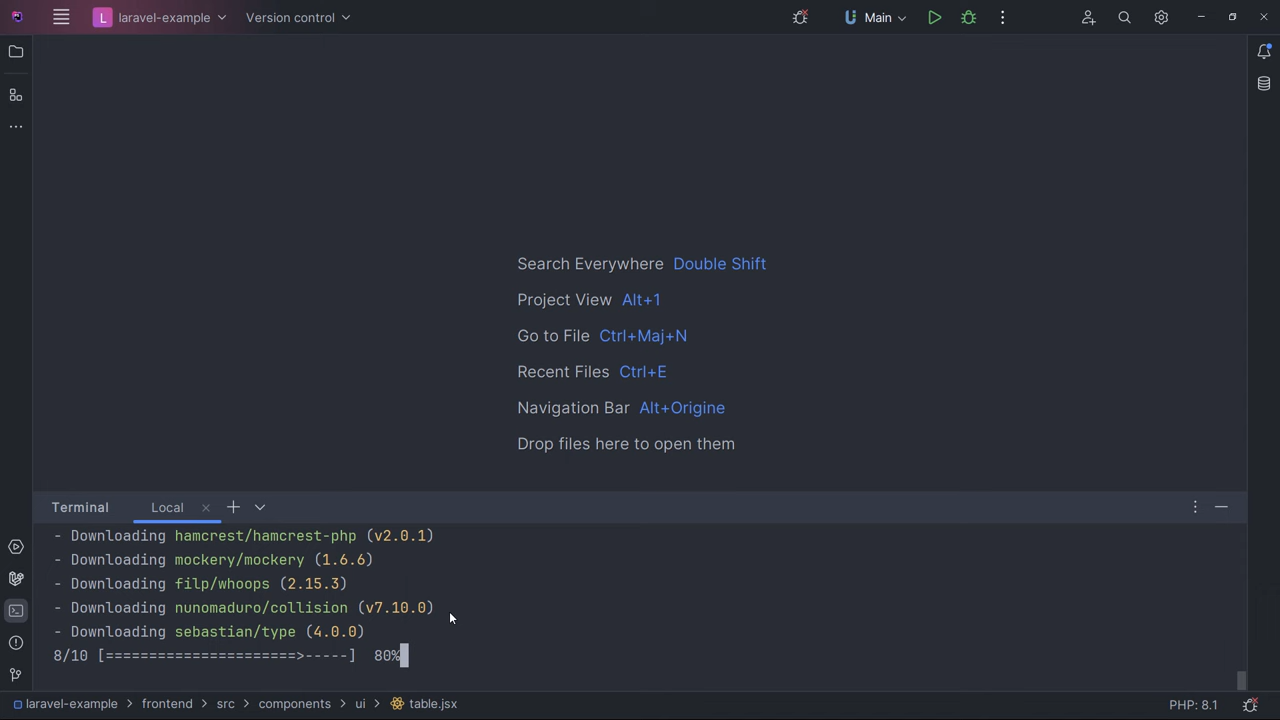 L laravel-example Version control Main
Search Everywhere Double Shift
Project View Alt+1
Go to File Ctrl+Maj+N
Recent Files Ctrl+E
Navigation Bar Alt+Origine
Drop files here to open them
Terminal Local
- Downloading hamcrest/hamcrest-php (v2.0.1)
- Downloading mockery/mockery (1.6.6)
- Downloading filp/whoops (2.15.3)
- Downloading nunomaduro/collision (v7.10.0)
- Downloading sebastian/type (4.0.0)
8/10 [======================>-----] 80%
laravel-example > frontend > src > components > ui > table.jsx PHP: 8.1